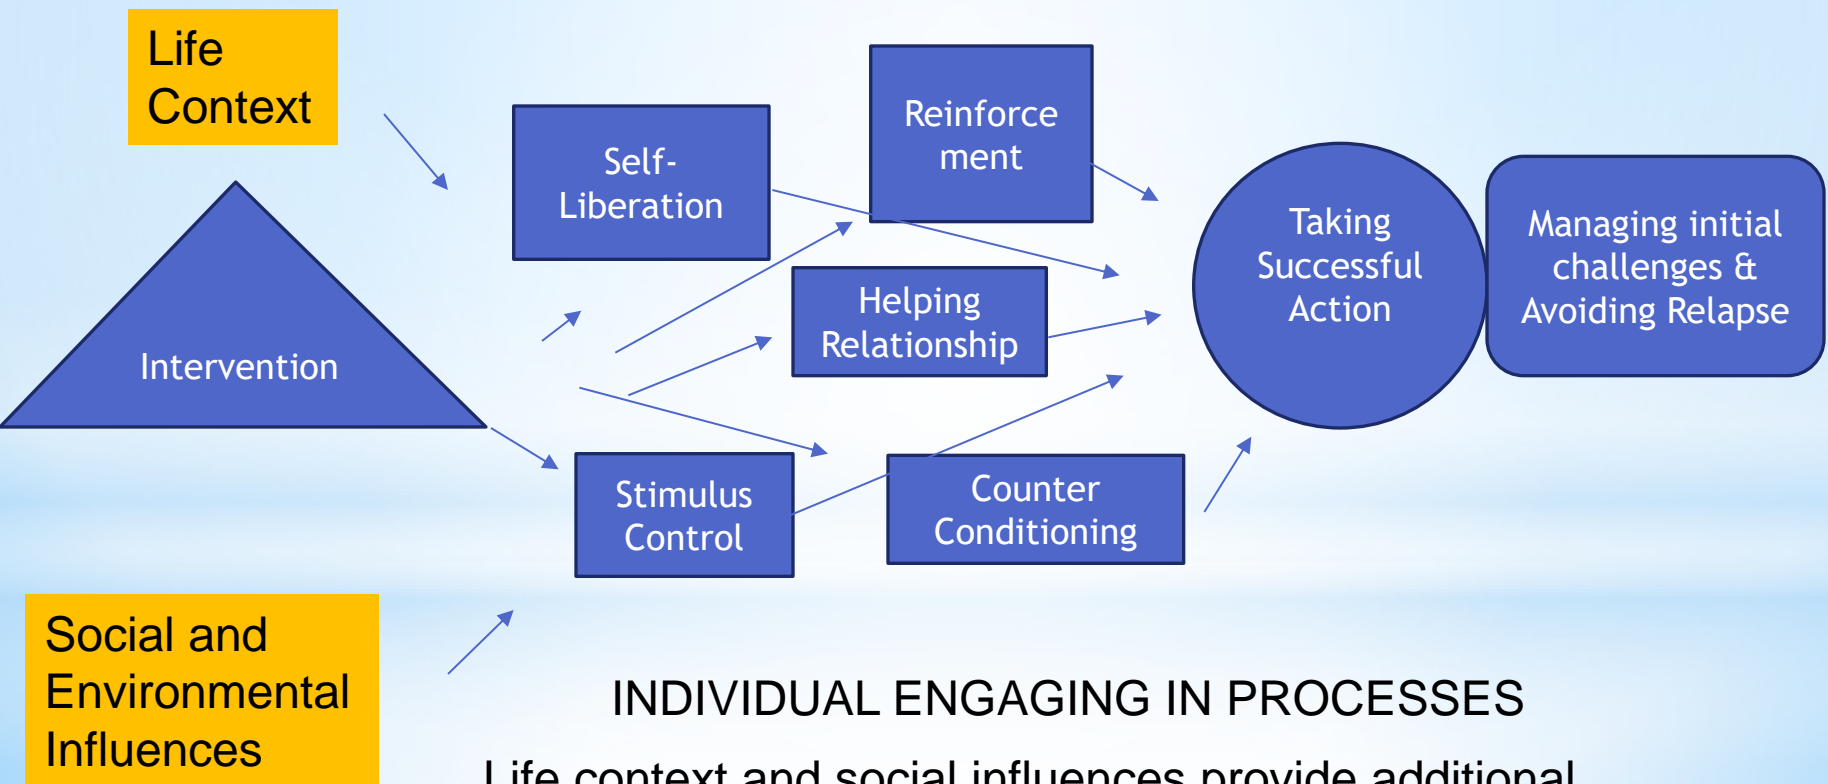 Life
Context
Intervention
Self-
Liberation
Reinforce
ment
Helping
Relationship
Stimulus
Control
Counter
Conditioning
Taking
Successful
Action
Managing initial
challenges &
Avoiding Relapse
Social and
Environmental
Influences
INDIVIDUAL ENGAGING IN PROCESSES
Life context and social influences provide additional